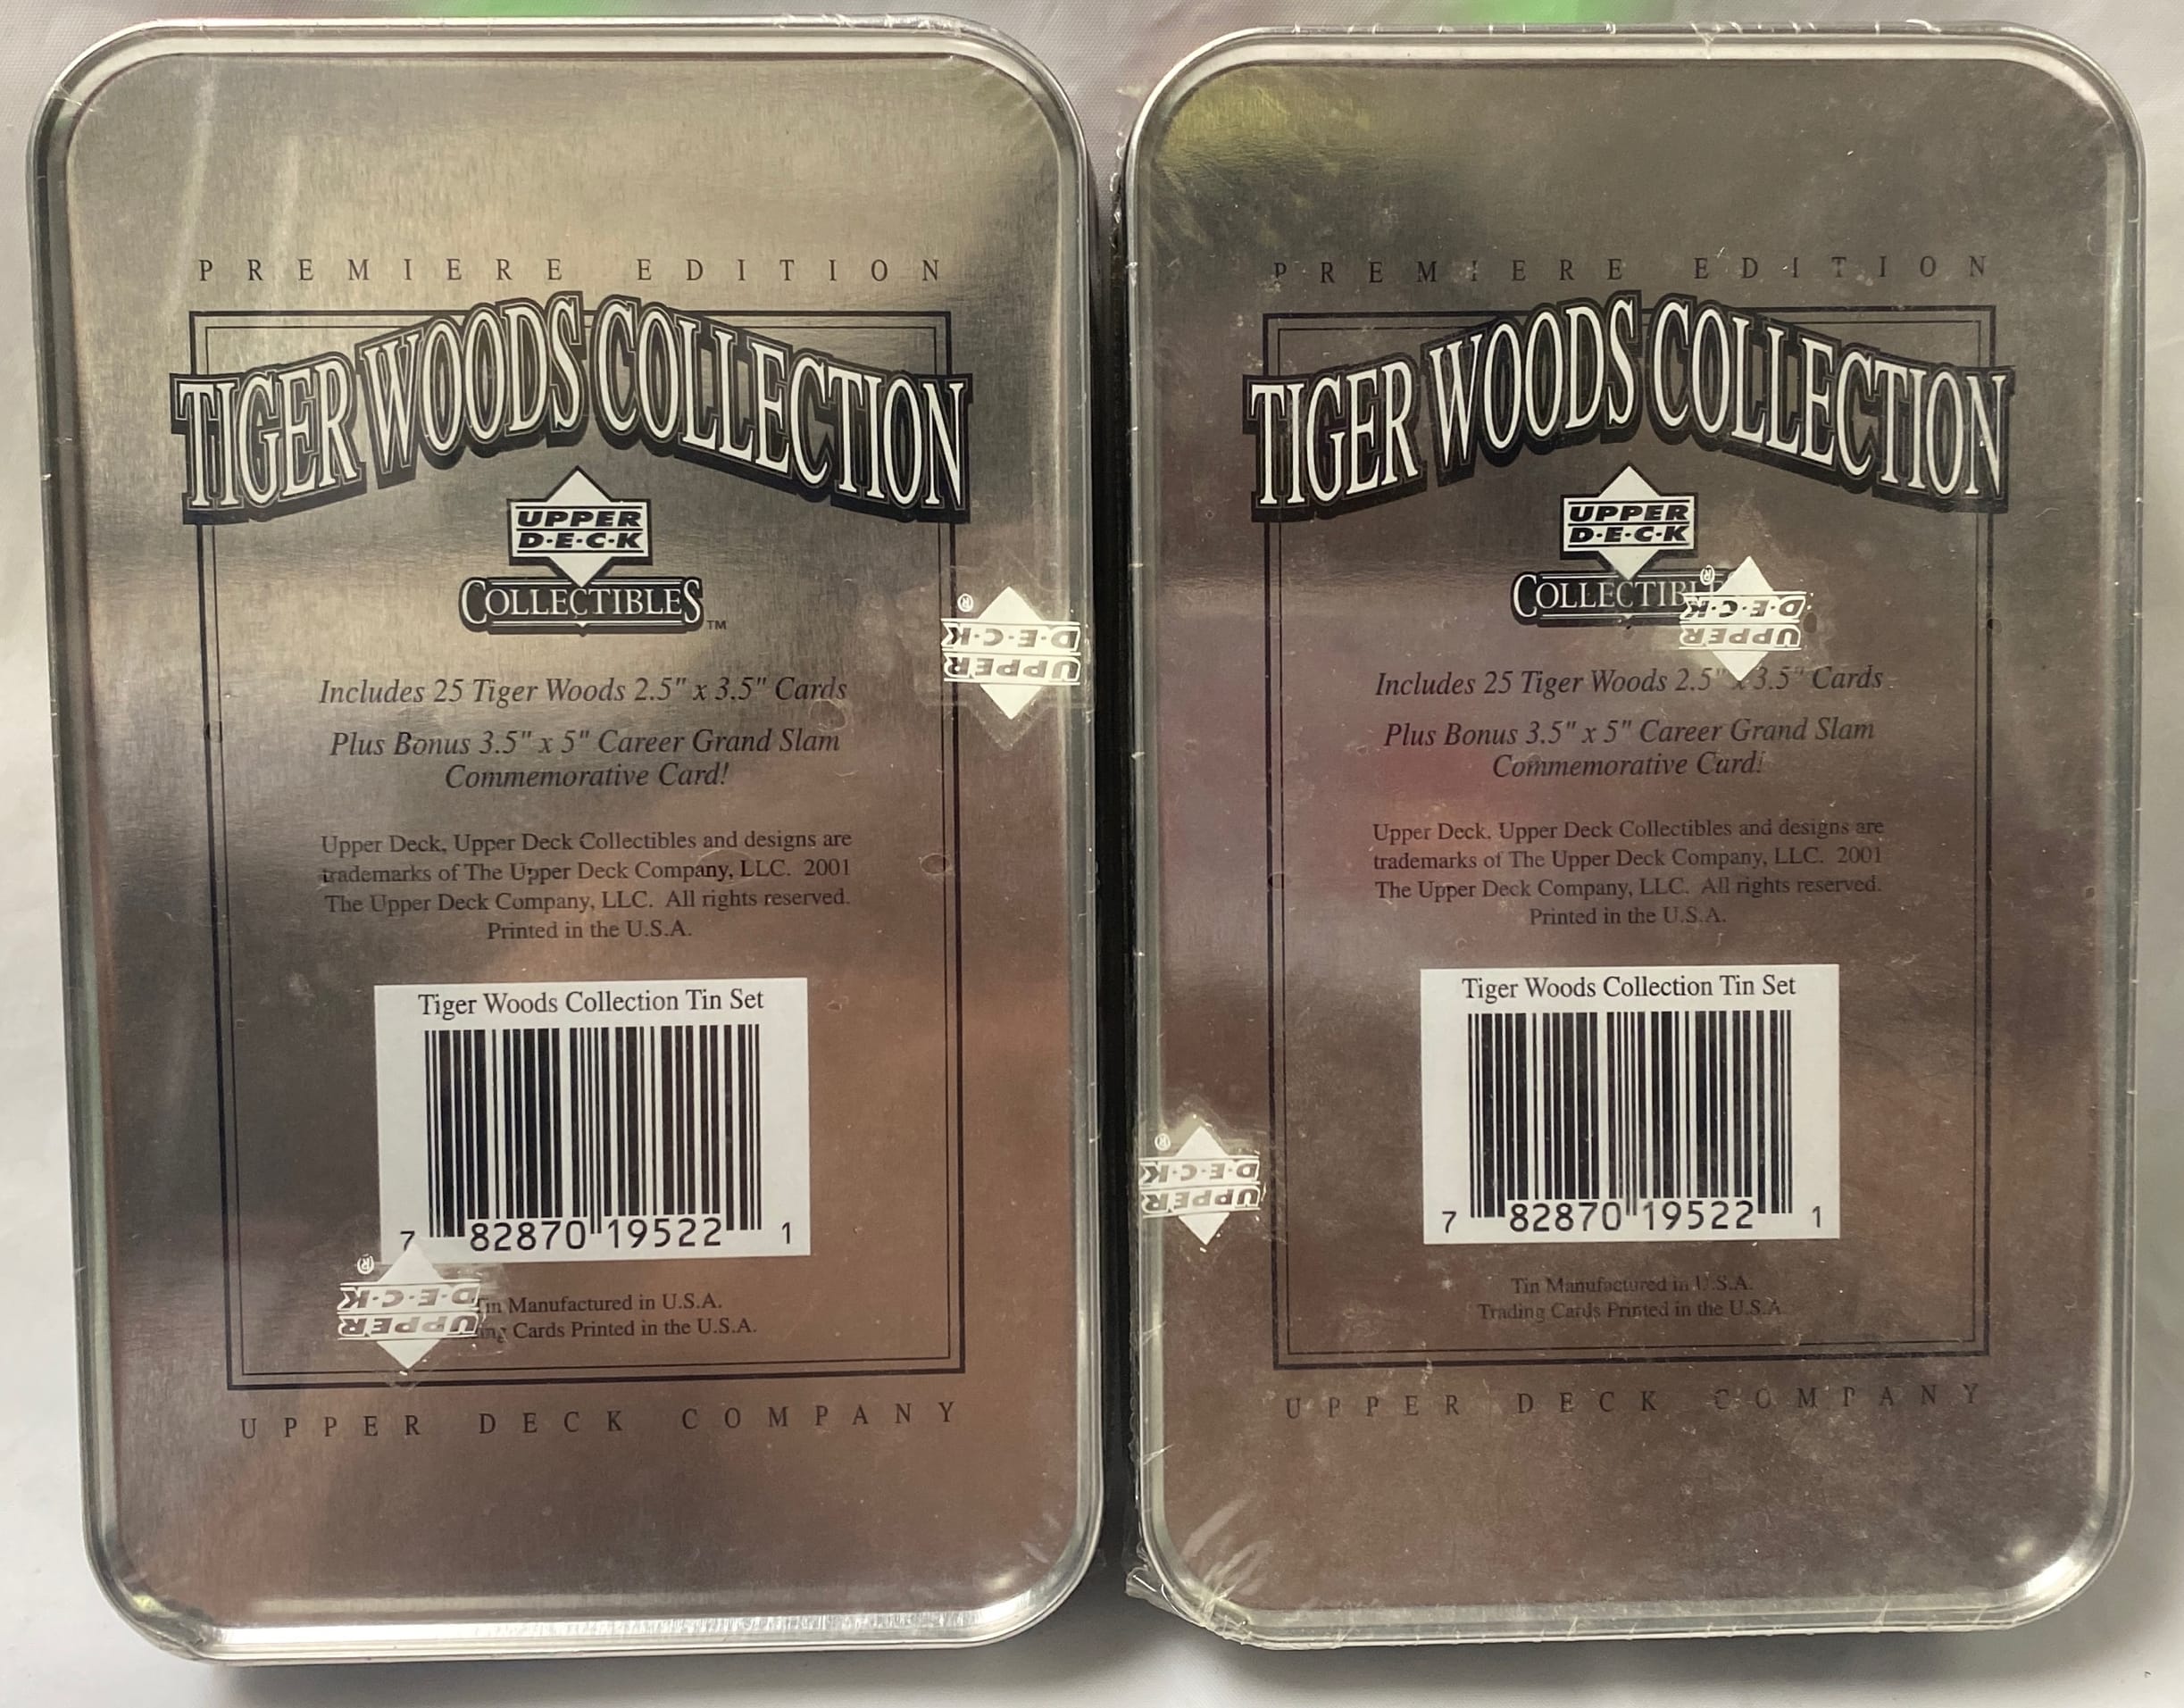 PREMIERE EDITION
TIGER WOODS COLLECTION
UPPER
D·E·C·K
COLLECTIBLES™
Includes 25 Tiger Woods 2.5" x 3.5" Cards
Plus Bonus 3.5" x 5" Career Grand Slam
Commemorative Card!
Upper Deck, Upper Deck Collectibles and designs are
trademarks of The Upper Deck Company, LLC. 2001
The Upper Deck Company, LLC. All rights reserved.
Printed in the U.S.A.
Tiger Woods Collection Tin Set
7 82870 19522 1
Tin Manufactured in U.S.A.
Cards Printed in the U.S.A.
UPPER DECK COMPANY
UPPER
D·E·C·K ®
UPPER
D·E·C·K ®
PREMIERE EDITION
TIGER WOODS COLLECTION
UPPER
D·E·C·K
COLLECTIBLES
Includes 25 Tiger Woods 2.5" x 3.5" Cards
Plus Bonus 3.5" x 5" Career Grand Slam
Commemorative Card!
Upper Deck, Upper Deck Collectibles and designs are
trademarks of The Upper Deck Company, LLC. 2001
The Upper Deck Company, LLC. All rights reserved.
Printed in the U.S.A.
Tiger Woods Collection Tin Set
7 82870 19522 1
Tin Manufactured in U.S.A.
Trading Cards Printed in the U.S.A.
UPPER DECK COMPANY
UPPER
D·E·C·K ®
UPPER
D·E·C·K ®